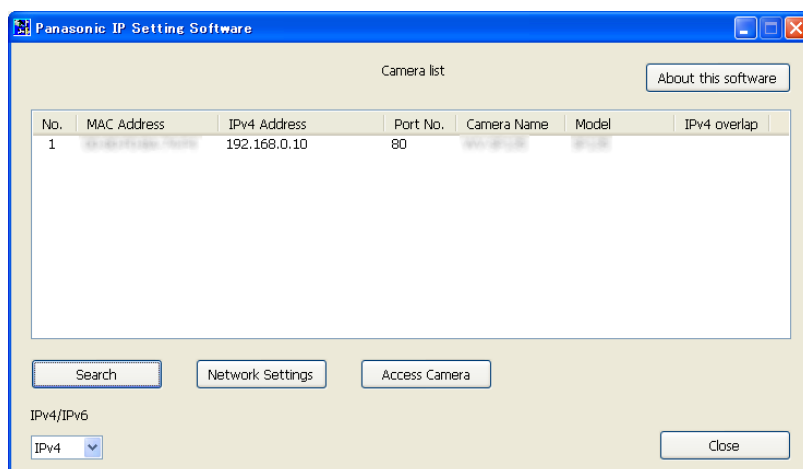 Panasonic IP Setting Software
Camera list
About this software
No. MAC Address IPv4 Address Port No. Camera Name Model IPv4 overlap
1 192.168.0.10 80
Search Network Settings Access Camera
IPv4/IPv6
IPv4 Close